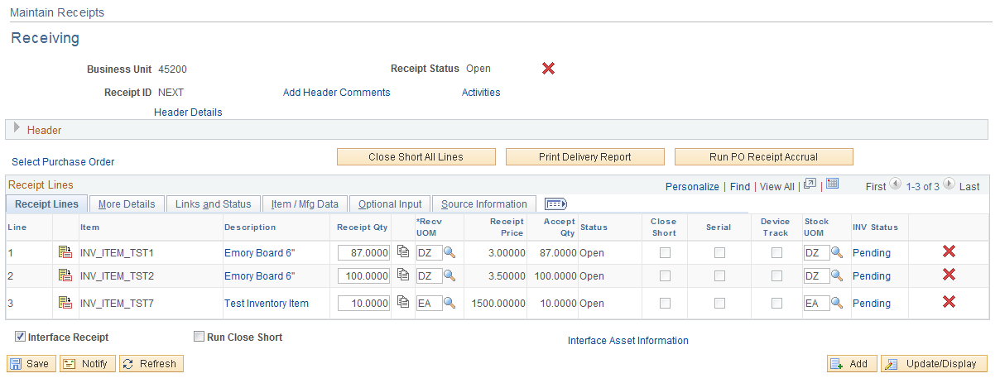 Maintain Receipts
Receiving
Business Unit 45200 Receipt Status Open
Receipt ID NEXT Add Header Comments Activities
Header Details
Header
Select Purchase Order Close Short All Lines Print Delivery Report Run PO Receipt Accrual
Receipt Lines Personalize | Find | View All | | First 1-3 of 3 Last
Receipt Lines More Details Links and Status Item / Mfg Data Optional Input Source Information
Line Item Description Receipt Qty *Recv UOM Receipt Price Accept Qty Status Close Short Serial Device Track Stock UOM INV Status
1 INV_ITEM_TST1 Emory Board 6" 87.0000 DZ 3.00000 87.0000 Open DZ Pending
2 INV_ITEM_TST2 Emory Board 6" 100.0000 DZ 3.50000 100.0000 Open DZ Pending
3 INV_ITEM_TST7 Test Inventory Item 10.0000 EA 1500.00000 10.0000 Open EA Pending
Interface Receipt Run Close Short Interface Asset Information
Save Notify Refresh Add Update/Display